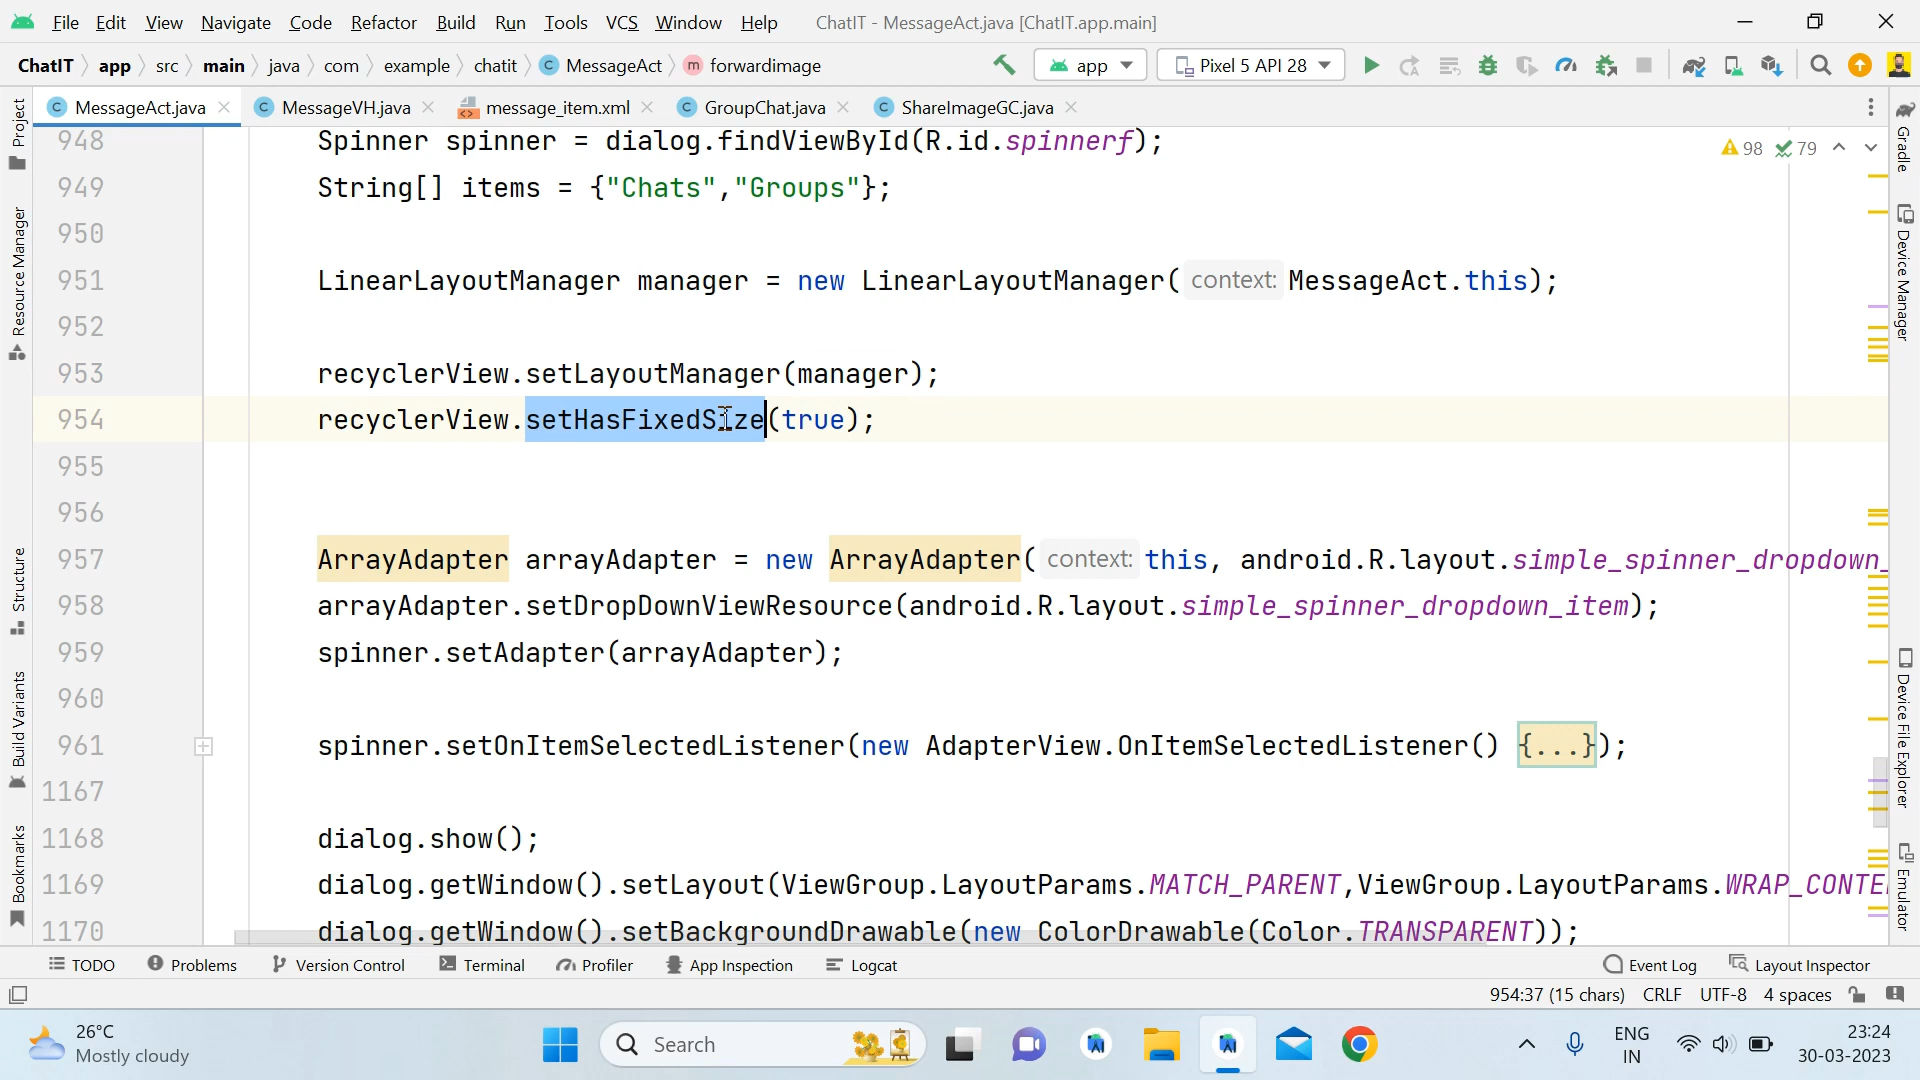 File Edit View Navigate Code Refactor Build Run Tools VCS Window Help ChatIT - MessageAct.java [ChatIT.app.main]
ChatIT app src main java com example chatit C MessageAct m forwardimage app Pixel 5 API 28
C MessageAct.java C MessageVH.java message_item.xml C GroupChat.java C ShareImageGC.java
98 79
948 Spinner spinner = dialog.findViewById(R.id.spinnerf);
949 String[] items = {"Chats","Groups"};
950
951 LinearLayoutManager manager = new LinearLayoutManager( context: MessageAct.this);
952
953 recyclerView.setLayoutManager(manager);
954 recyclerView.setHasFixedSize(true);
955
956
957 ArrayAdapter arrayAdapter = new ArrayAdapter( context: this, android.R.layout.simple_spinner_dropdown_
958 arrayAdapter.setDropDownViewResource(android.R.layout.simple_spinner_dropdown_item);
959 spinner.setAdapter(arrayAdapter);
960
961 spinner.setOnItemSelectedListener(new AdapterView.OnItemSelectedListener() {...});
1167
1168 dialog.show();
1169 dialog.getWindow().setLayout(ViewGroup.LayoutParams.MATCH_PARENT,ViewGroup.LayoutParams.WRAP_CONTE
1170 dialog.getWindow().setBackgroundDrawable(new ColorDrawable(Color.TRANSPARENT));
Project
Resource Manager
Structure
Build Variants
Bookmarks
Gradle
Device Manager
Device File Explorer
Emulator
TODO Problems Version Control Terminal Profiler App Inspection Logcat Event Log Layout Inspector
954:37 (15 chars) CRLF UTF-8 4 spaces
26°C
Mostly cloudy
Search
ENG
IN
23:24
30-03-2023